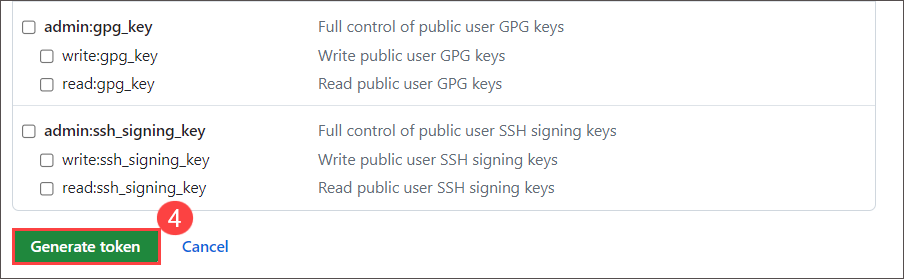 admin:gpg_key Full control of public user GPG keys
write:gpg_key Write public user GPG keys
read:gpg_key Read public user GPG keys
admin:ssh_signing_key Full control of public user SSH signing keys
write:ssh_signing_key Write public user SSH signing keys
read:ssh_signing_key Read public user SSH signing keys
4
Generate token Cancel